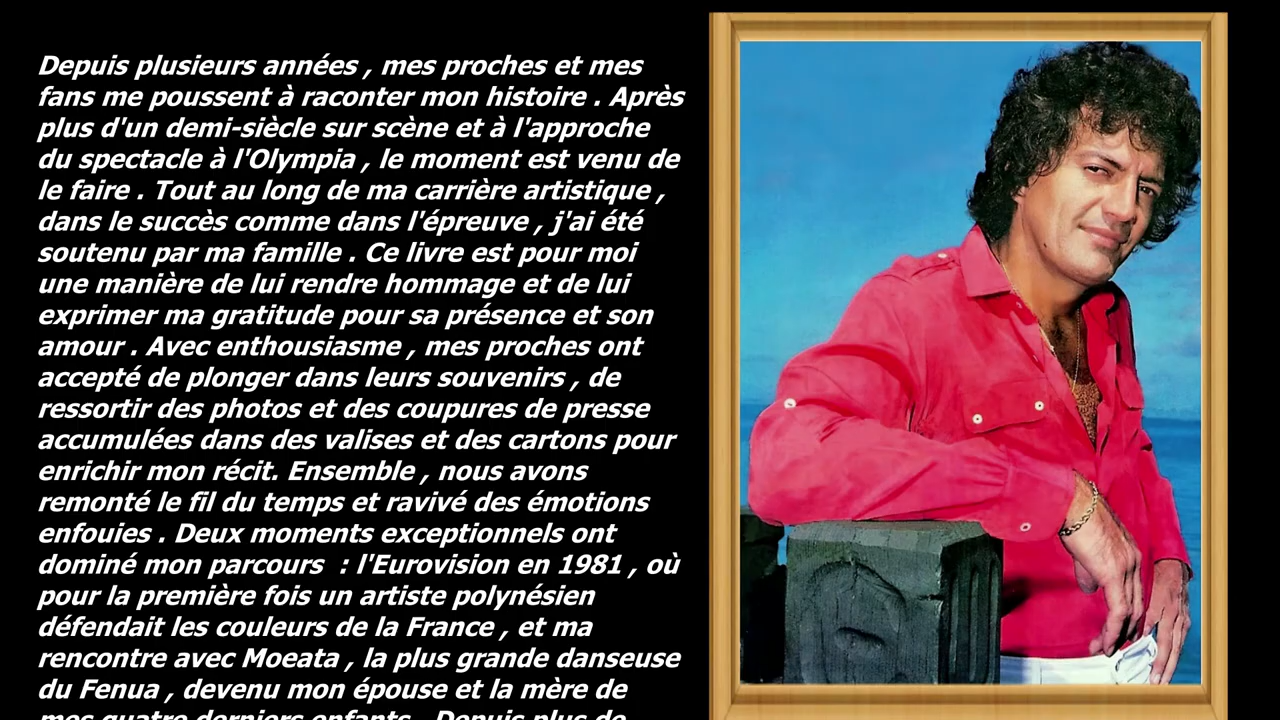 Depuis plusieurs années , mes proches et mes
fans me poussent à raconter mon histoire . Après
plus d'un demi-siècle sur scène et à l'approche
du spectacle à l'Olympia , le moment est venu de
le faire . Tout au long de ma carrière artistique ,
dans le succès comme dans l'épreuve , j'ai été
soutenu par ma famille . Ce livre est pour moi
une manière de lui rendre hommage et de lui
exprimer ma gratitude pour sa présence et son
amour . Avec enthousiasme , mes proches ont
accepté de plonger dans leurs souvenirs , de
ressortir des photos et des coupures de presse
accumulées dans des valises et des cartons pour
enrichir mon récit. Ensemble , nous avons
remonté le fil du temps et ravivé des émotions
enfouies . Deux moments exceptionnels ont
dominé mon parcours  : l'Eurovision en 1981 , où
pour la première fois un artiste polynésien
défendait les couleurs de la France , et ma
rencontre avec Moeata , la plus grande danseuse
du Fenua , devenu mon épouse et la mère de
mes quatre derniers enfants . Depuis plus de